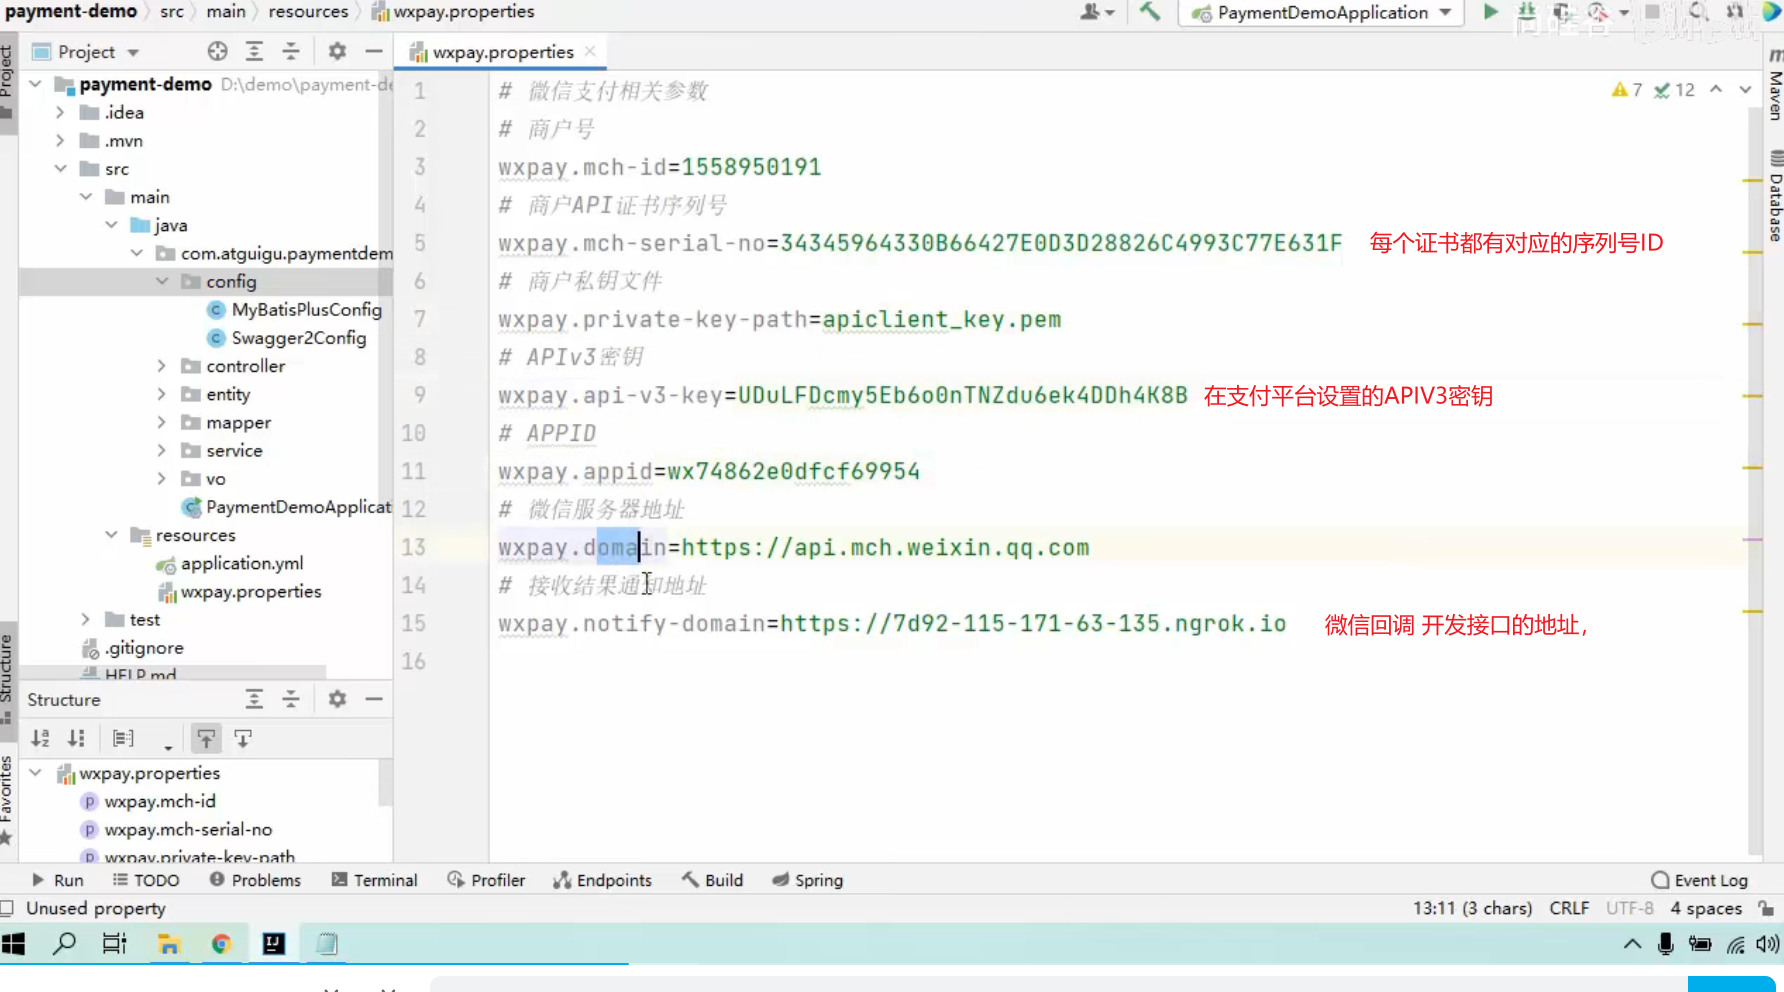 payment-demo src main resources wxpay.properties
PaymentDemoApplication
Project
wxpay.properties
payment-demo D:\demo\payment-de
.idea
.mvn
src
main
java
com.atguigu.paymentdem
config
MyBatisPlusConfig
Swagger2Config
controller
entity
mapper
service
vo
PaymentDemoApplicat
resources
application.yml
wxpay.properties
test
.gitignore
HELP.md
1 # 微信支付相关参数
2 # 商户号
3 wxpay.mch-id=1558950191
4 # 商户API证书序列号
5 wxpay.mch-serial-no=34345964330B66427E0D3D28826C4993C77E631F 每个证书都有对应的序列号ID
6 # 商户私钥文件
7 wxpay.private-key-path=apiclient_key.pem
8 # APIv3密钥
9 wxpay.api-v3-key=UDuLFDcmy5Eb6o0nTNZdu6ek4DDh4K8B 在支付平台设置的APIV3密钥
10 # APPID
11 wxpay.appid=wx74862e0dfcf69954
12 # 微信服务器地址
13 wxpay.domain=https://api.mch.weixin.qq.com
14 # 接收结果通知地址
15 wxpay.notify-domain=https://7d92-115-171-63-135.ngrok.io 微信回调 开发接口的地址，
16
7 12
Project
Structure
Favorites
Maven
Database
Structure
wxpay.properties
wxpay.mch-id
wxpay.mch-serial-no
wxpay.private-key-path
Run TODO Problems Terminal Profiler Endpoints Build Spring Event Log
Unused property 13:11 (3 chars) CRLF UTF-8 4 spaces